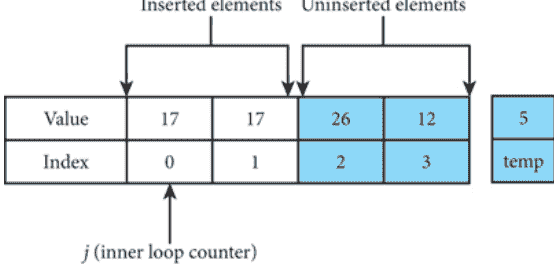 Inserted elements Uninserted elements
Value 17 17 26 12 5
Index 0 1 2 3 temp
j (inner loop counter)